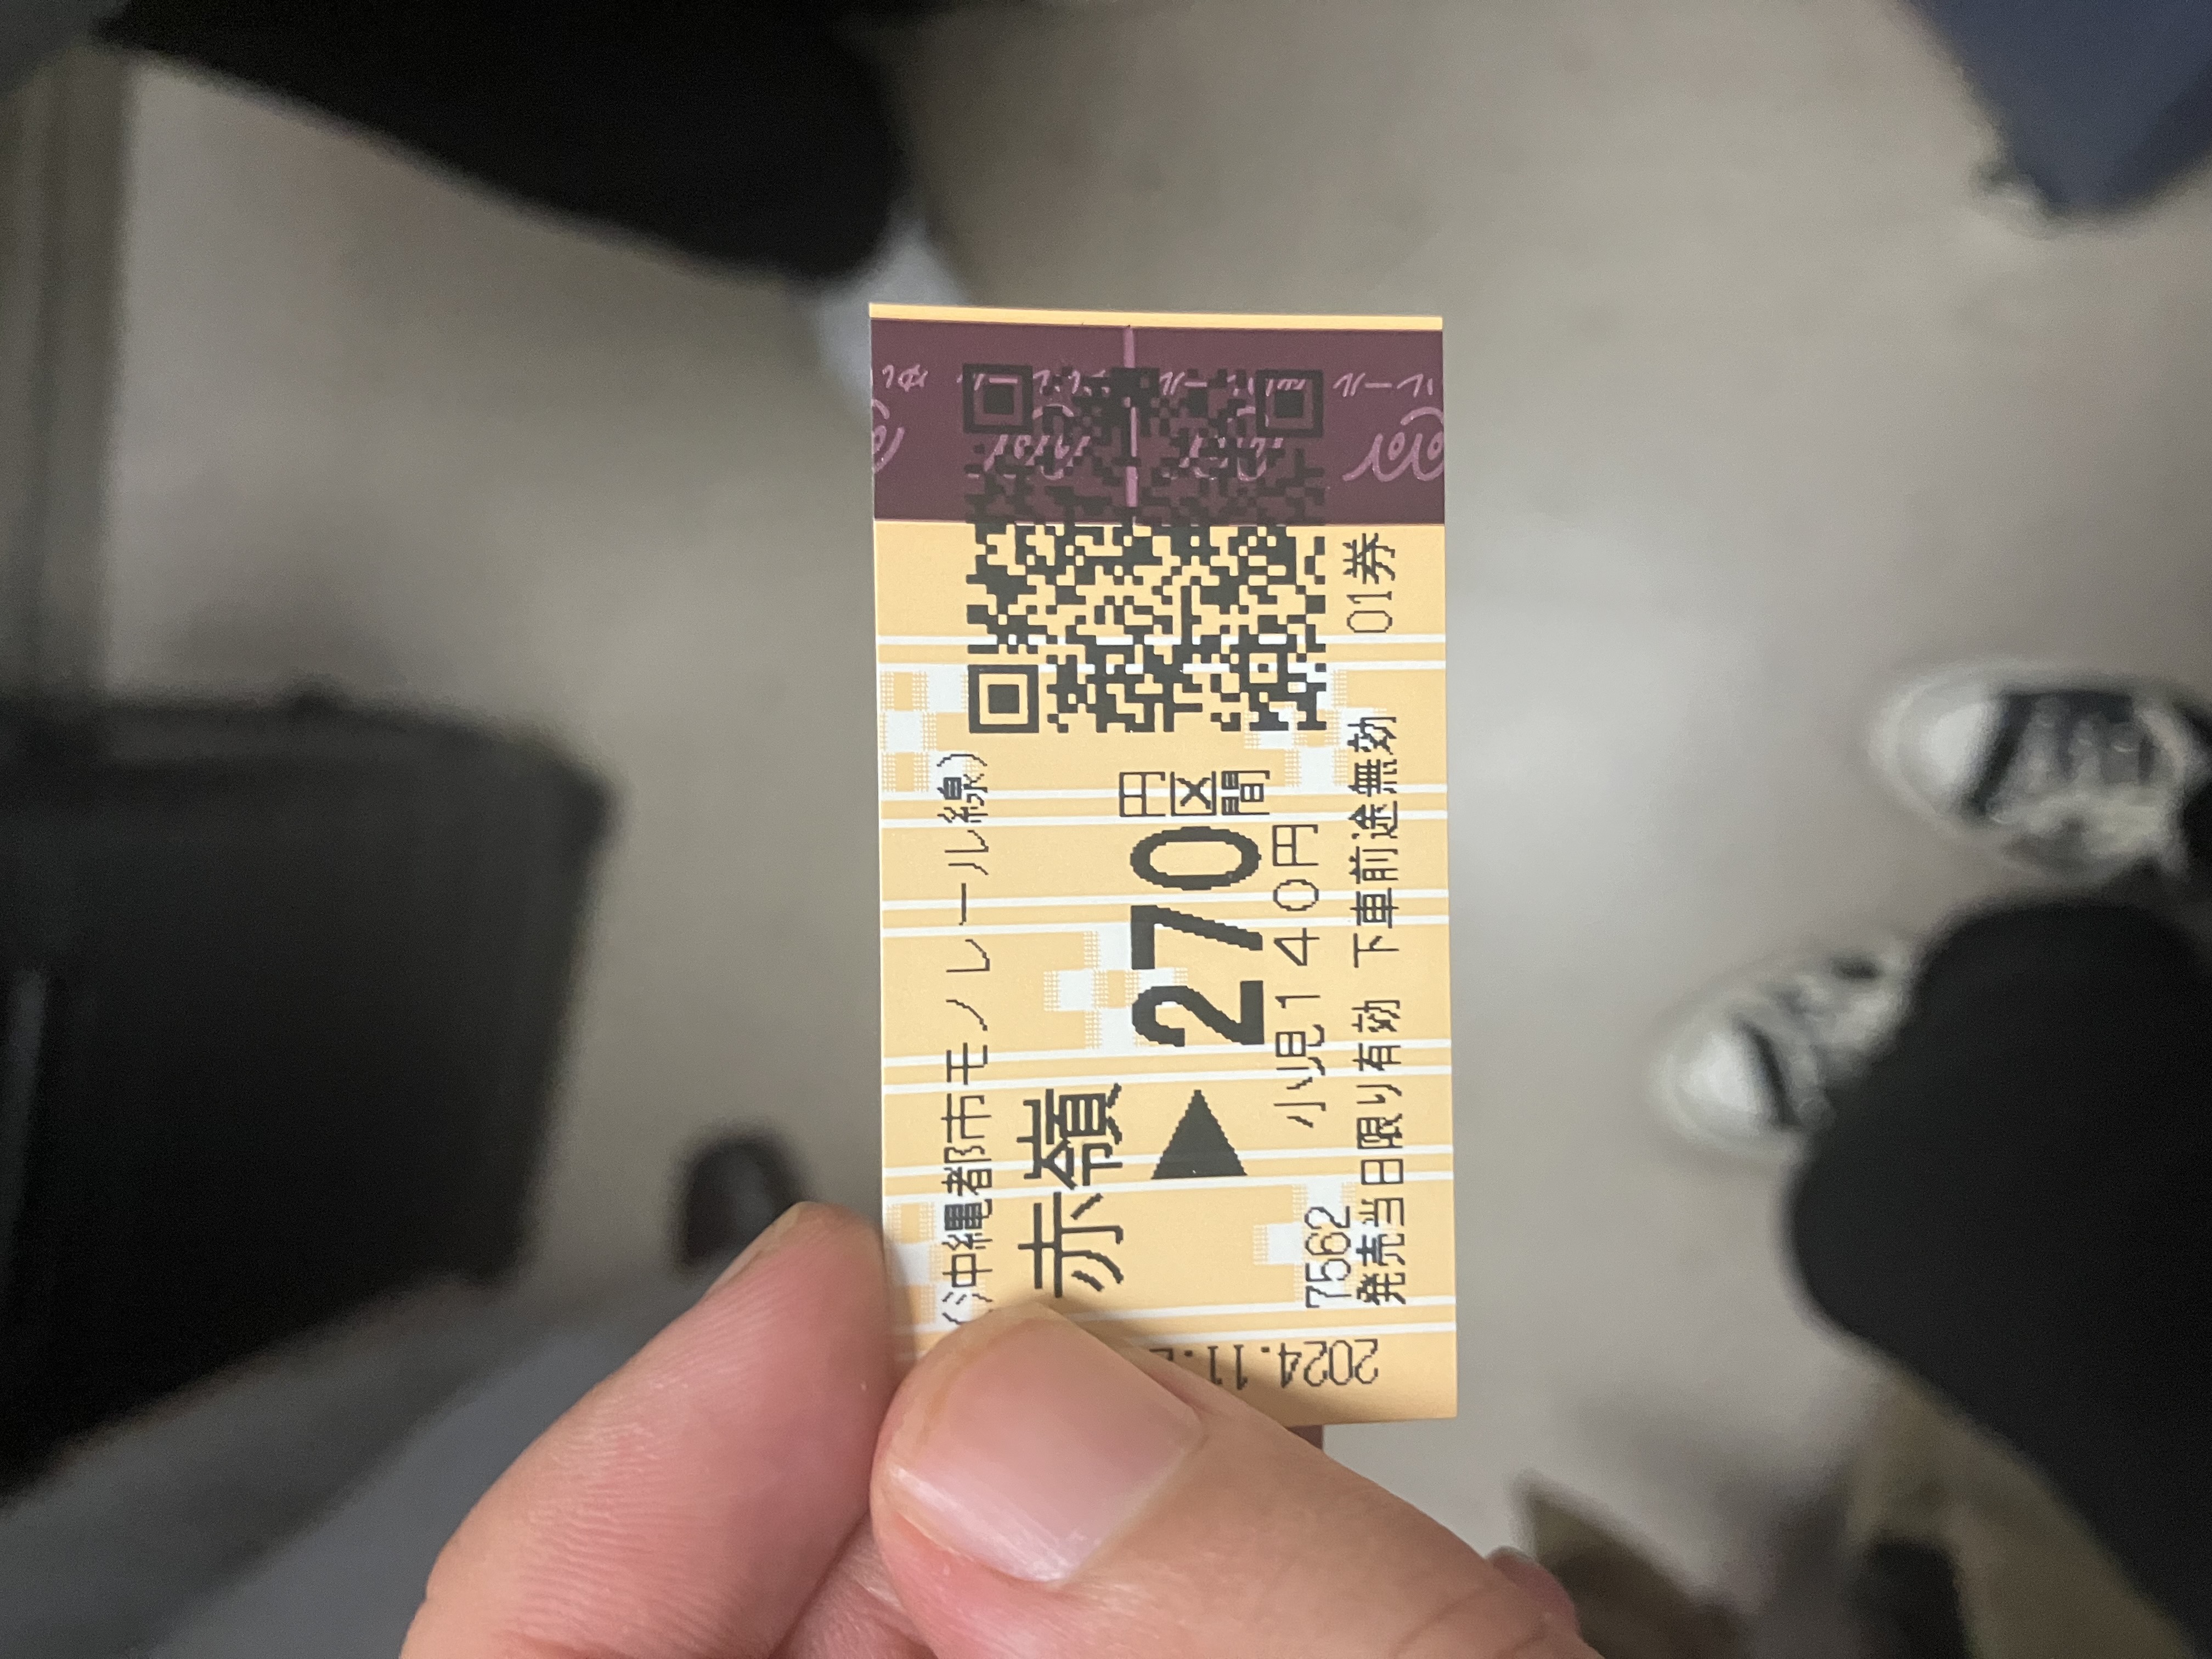 (沖縄都市モノレール線)
赤嶺
▶270円区間
小児140円
7562
発売当日限り有効 下車前途無効 01券
2024.11.